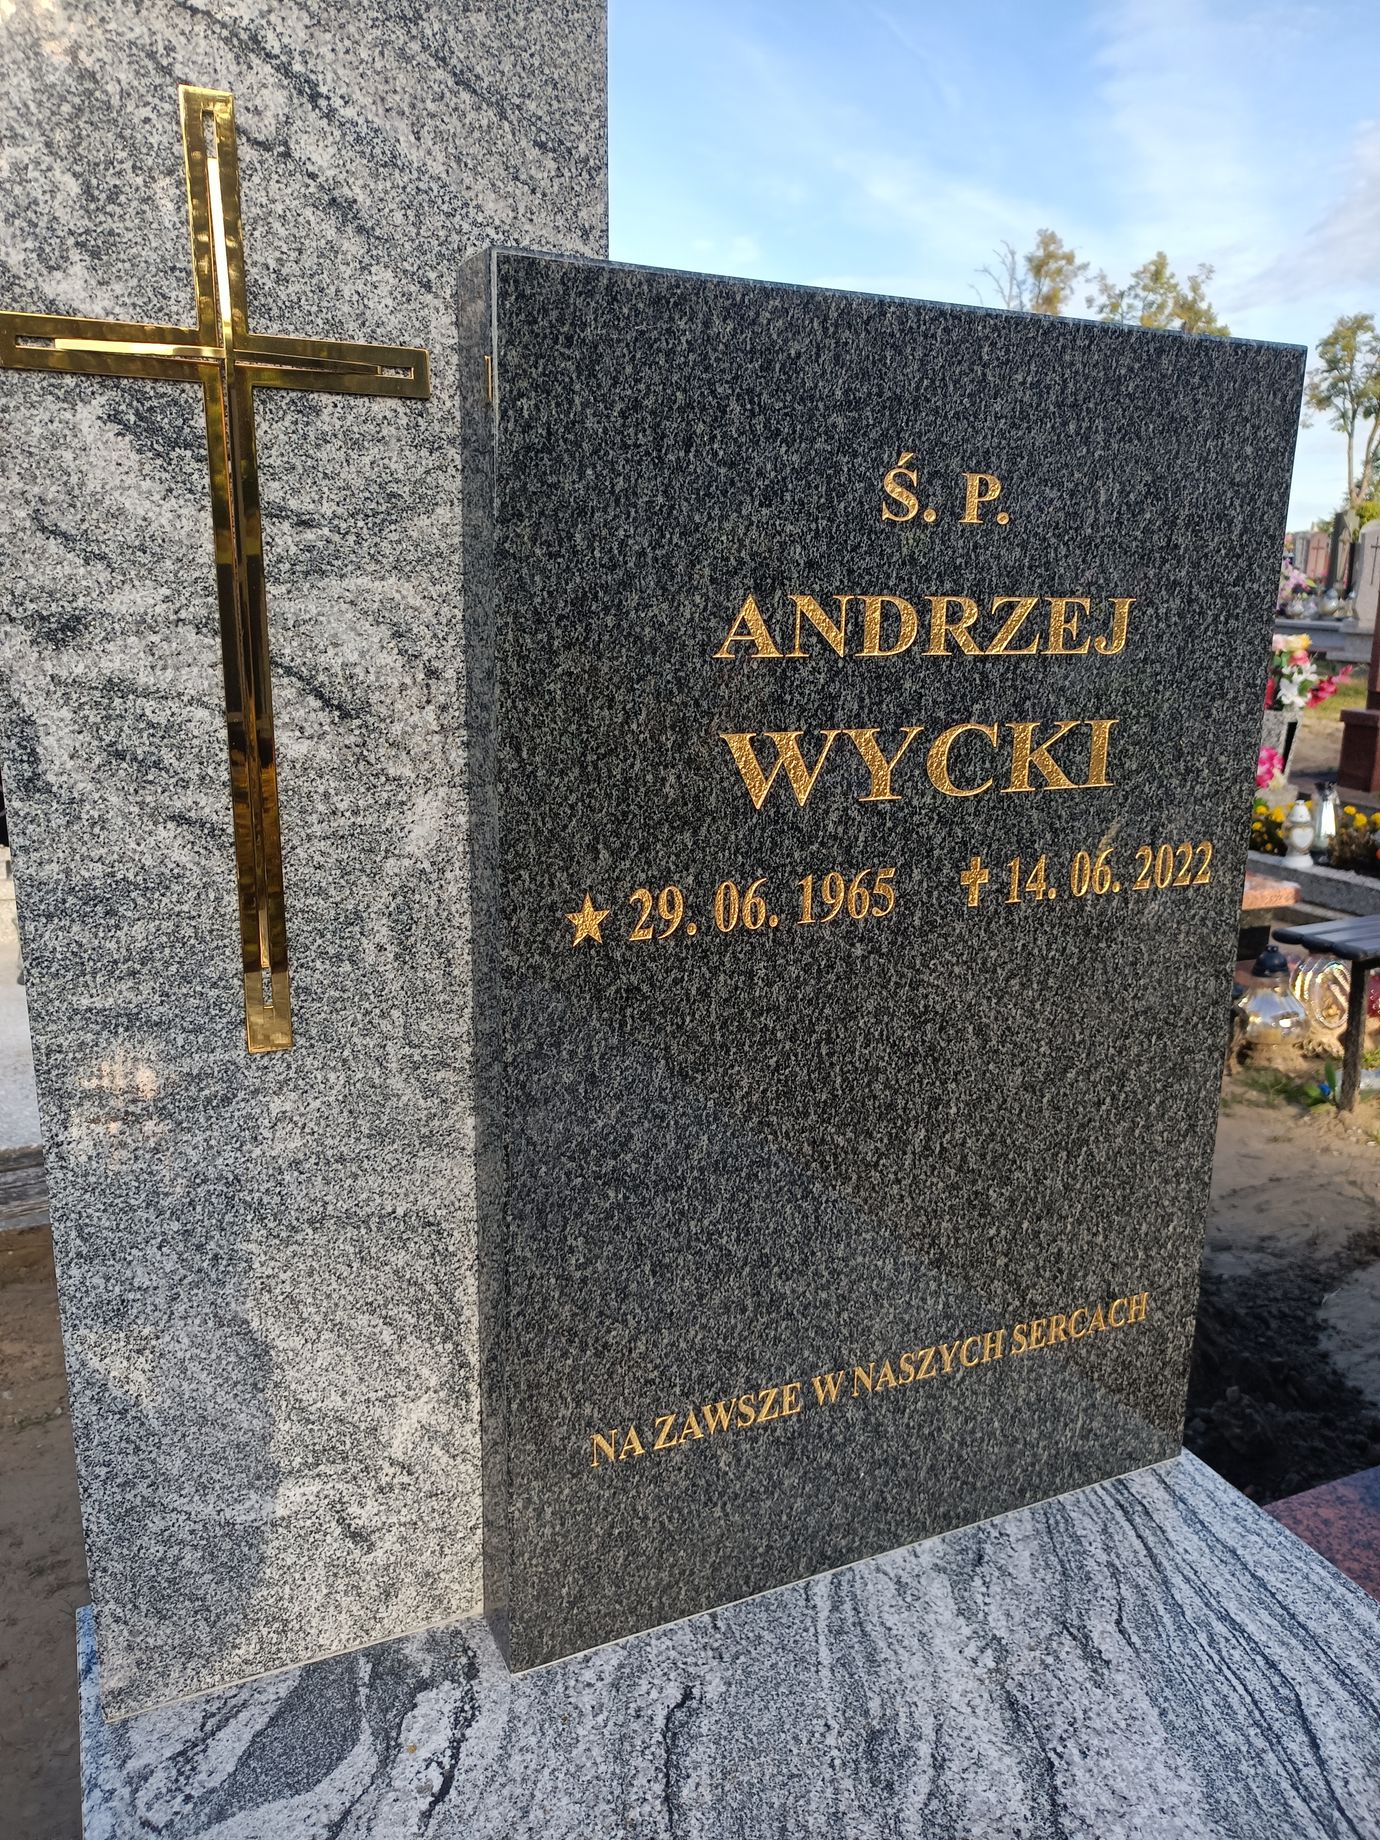 Ś. P.
ANDRZEJ
WYCKI
★ 29. 06. 1965 ✝ 14. 06. 2022
NA ZAWSZE W NASZYCH SERCACH